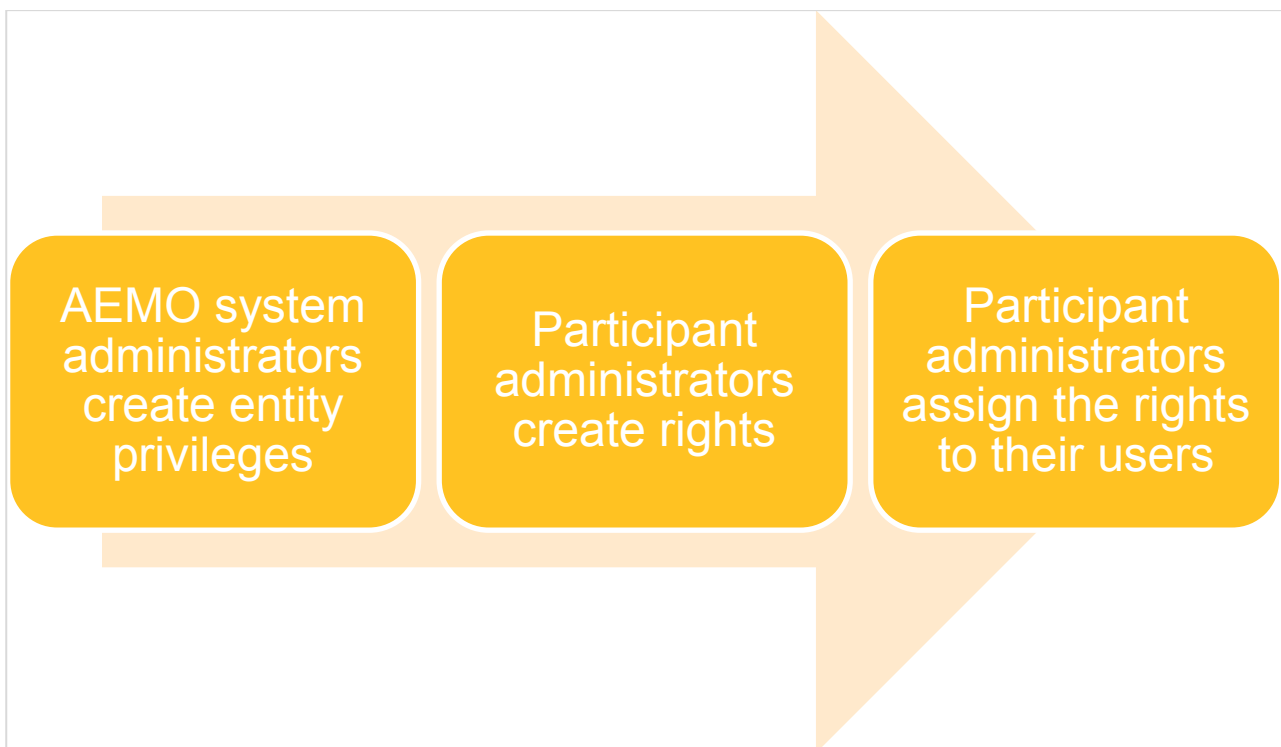 AEMO system
administrators
create entity
privileges
Participant
administrators
create rights
Participant
administrators
assign the rights
to their users